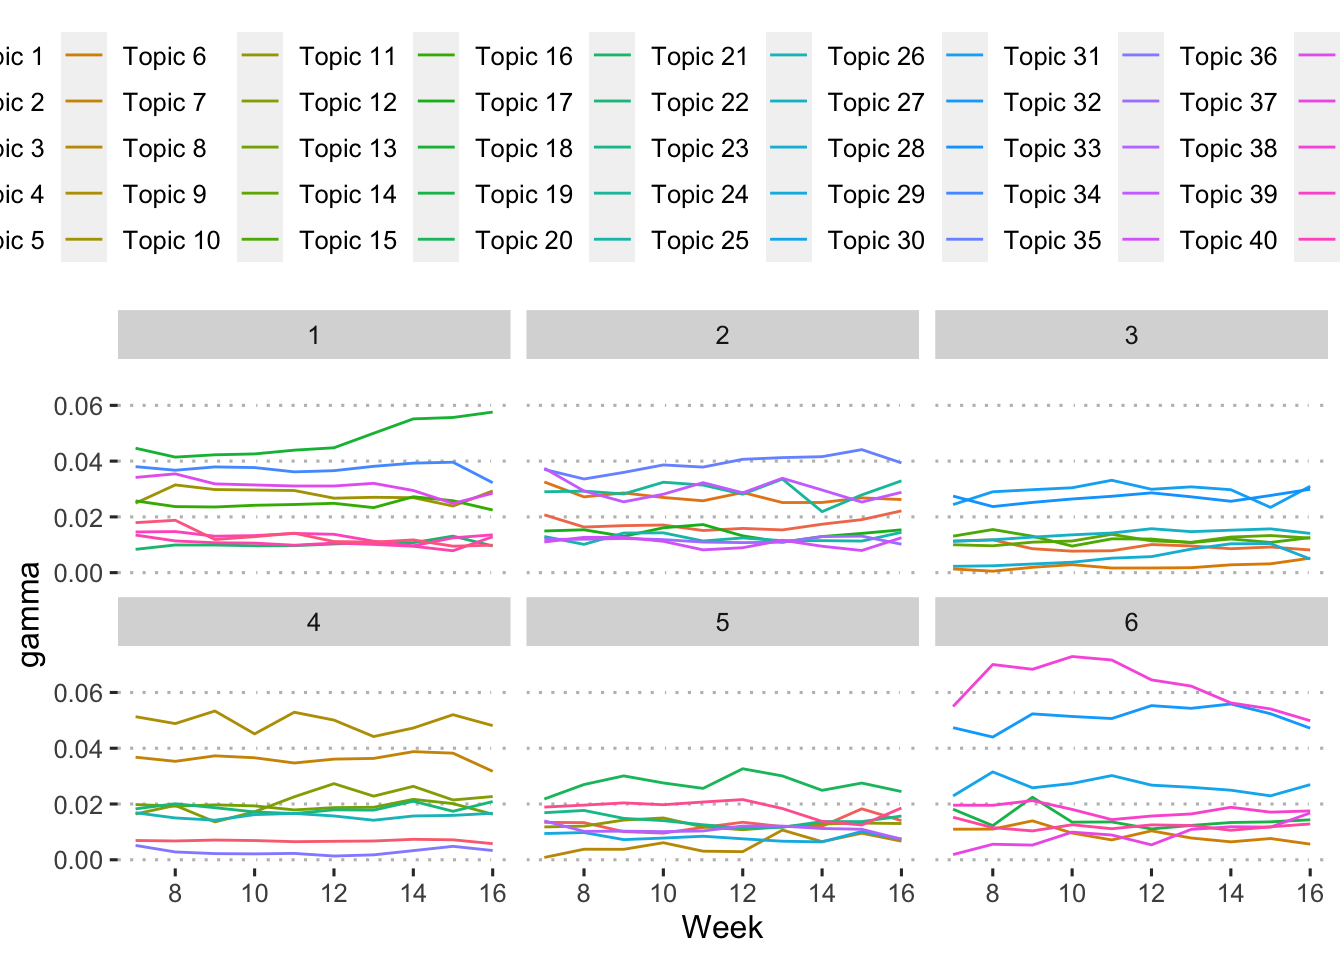 pic 1 Topic 6 Topic 11 Topic 16 Topic 21 Topic 26 Topic 31 Topic 36
pic 2 Topic 7 Topic 12 Topic 17 Topic 22 Topic 27 Topic 32 Topic 37
pic 3 Topic 8 Topic 13 Topic 18 Topic 23 Topic 28 Topic 33 Topic 38
pic 4 Topic 9 Topic 14 Topic 19 Topic 24 Topic 29 Topic 34 Topic 39
pic 5 Topic 10 Topic 15 Topic 20 Topic 25 Topic 30 Topic 35 Topic 40
1 2 3
0.06
0.04
0.02
0.00
gamma
4 5 6
0.06
0.04
0.02
0.00
8 10 12 14 16 8 10 12 14 16 8 10 12 14 16
Week